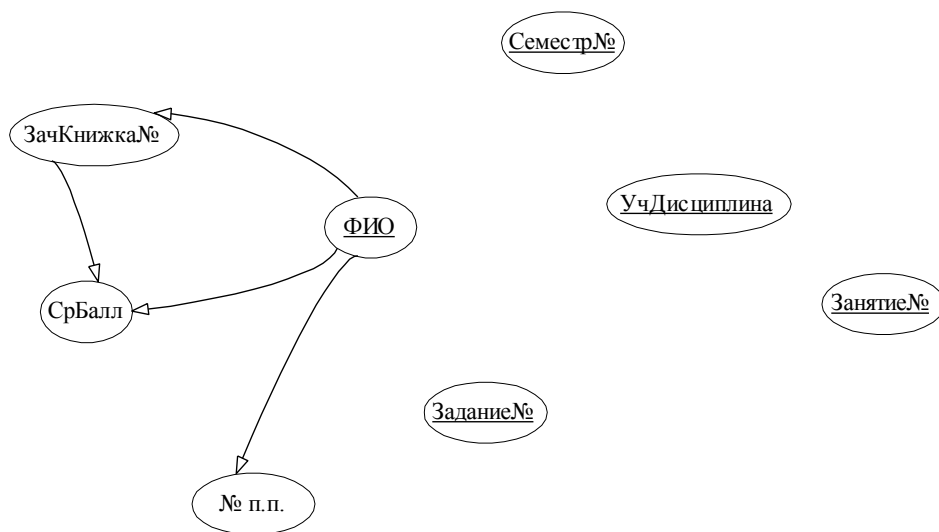 Семестр№
ЗачКнижка№
УчДисциплина
ФИО
СрБалл
Занятие№
Задание№
№ п.п.